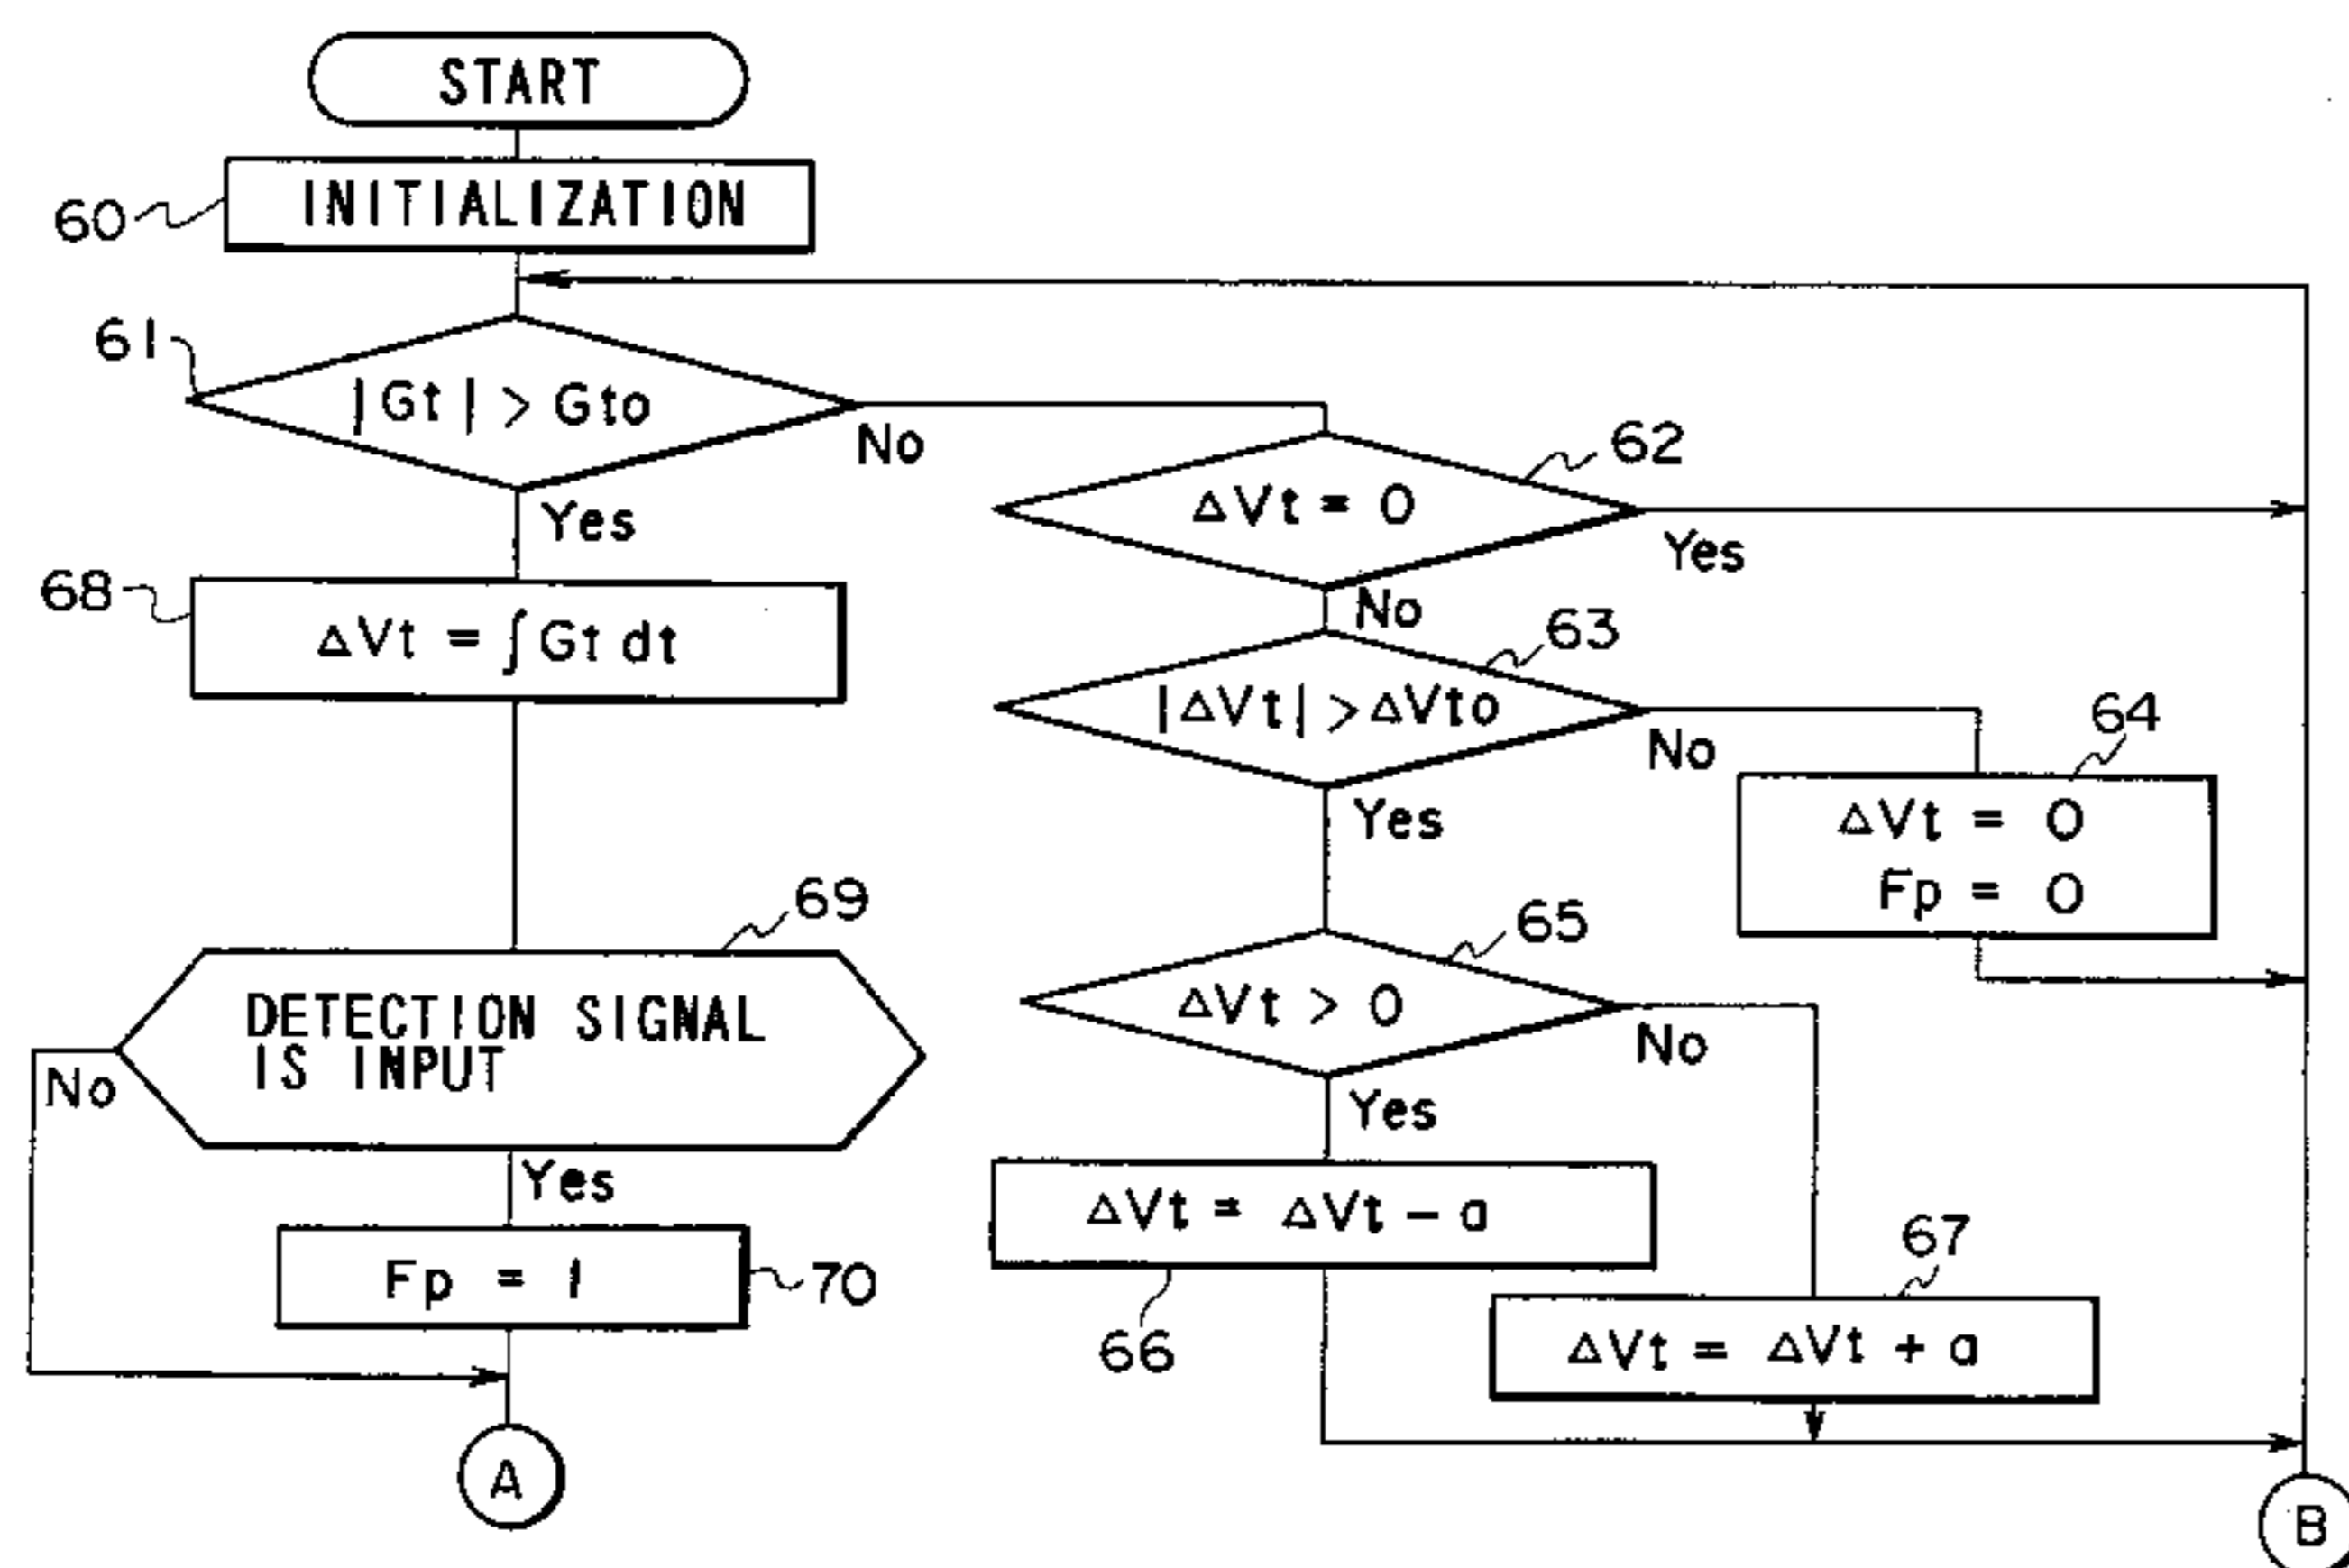 START
60
INITIALIZATION
61
|Gt| > Gto
No
Yes
62
ΔVt = 0
Yes
No
68
ΔVt = ∫Gt dt
63
|ΔVt| > ΔVto
No
Yes
64
ΔVt = 0
Fp = 0
69
DETECTION SIGNAL
IS INPUT
No
Yes
65
ΔVt > 0
No
Yes
66
ΔVt = ΔVt - a
67
ΔVt = ΔVt + a
Fp = 1
70
A
B